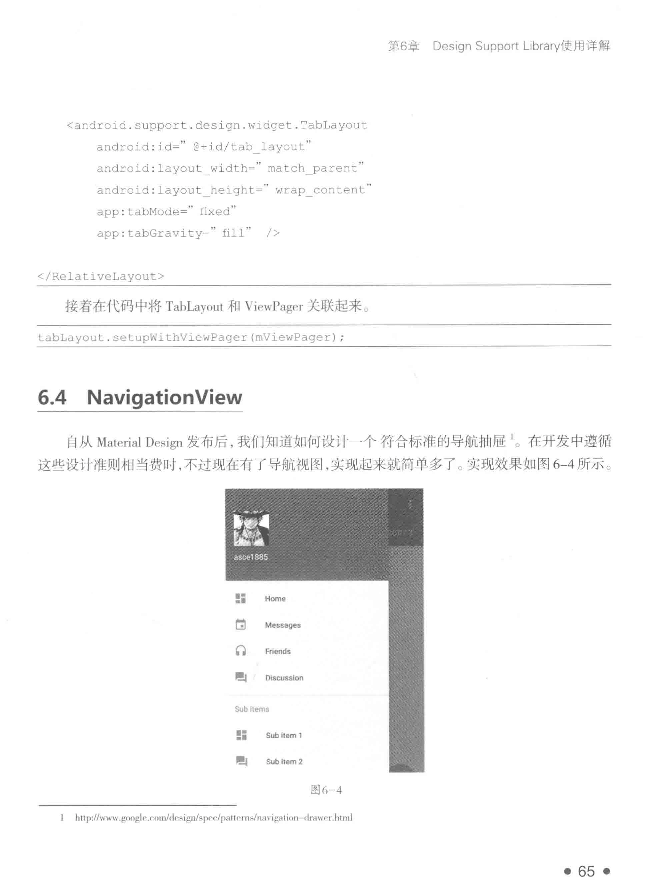 第6章 Design Support Library使用详解
<android.support.design.widget.TabLayout
android:id=” @+id/tab_layout”
android:layout_width=” match_parent”
android:layout_height=” wrap_content”
app:tabMode=” fixed”
app:tabGravity=” fill” />
</RelativeLayout>
接着在代码中将 TabLayout 和 ViewPager 关联起来。
tabLayout.setupWithViewPager(mViewPager);
6.4 NavigationView
自从 Material Design 发布后，我们知道如何设计一个符合标准的导航抽屉 1。在开发中遵循
这些设计准则相当费时，不过现在有了导航视图，实现起来就简单多了。实现效果如图6-4所示。
asce1885
Home
Messages
Friends
Discussion
Sub items
Sub item 1
Sub item 2
图6-4
1 http://www.google.com/design/spec/patterns/navigation-drawer.html
• 65 •